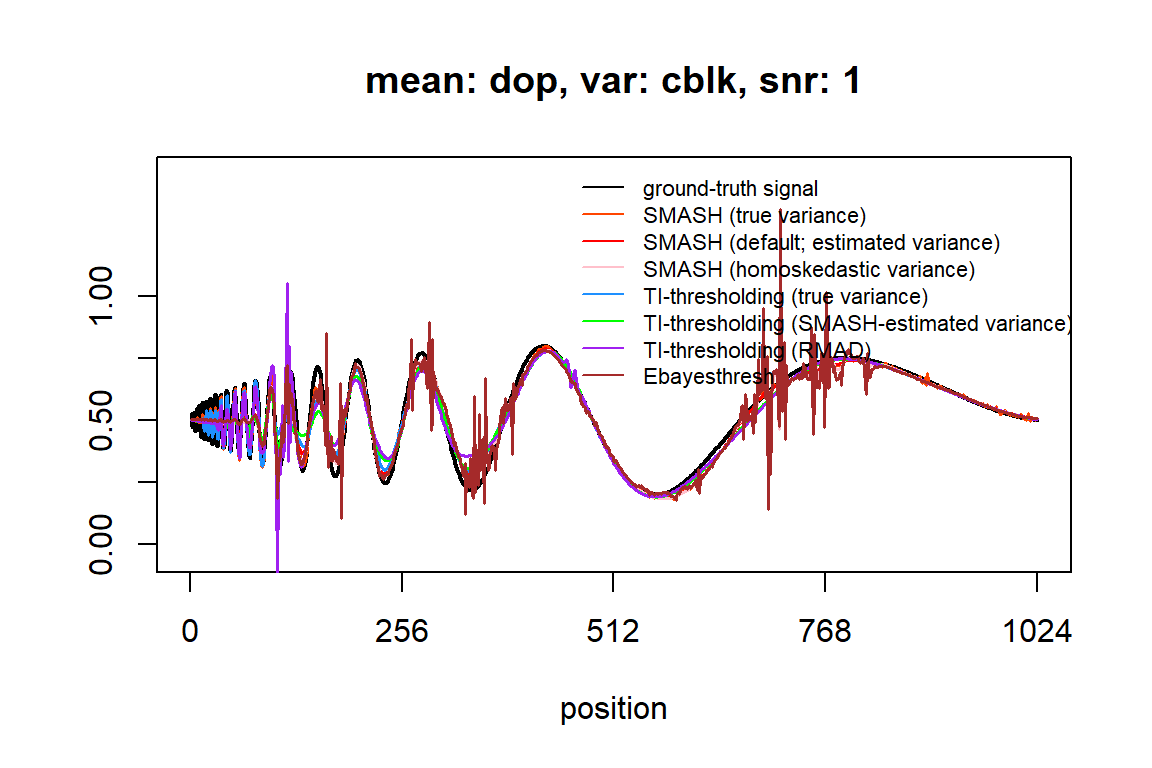 mean: dop, var: cblk, snr: 1
ground-truth signal
SMASH (true variance)
SMASH (default; estimated variance)
SMASH (homoskedastic variance)
TI-thresholding (true variance)
TI-thresholding (SMASH-estimated variance)
TI-thresholding (RMAD)
Ebayesthresh
1.00
0.50
0.00
0 256 512 768 1024
position